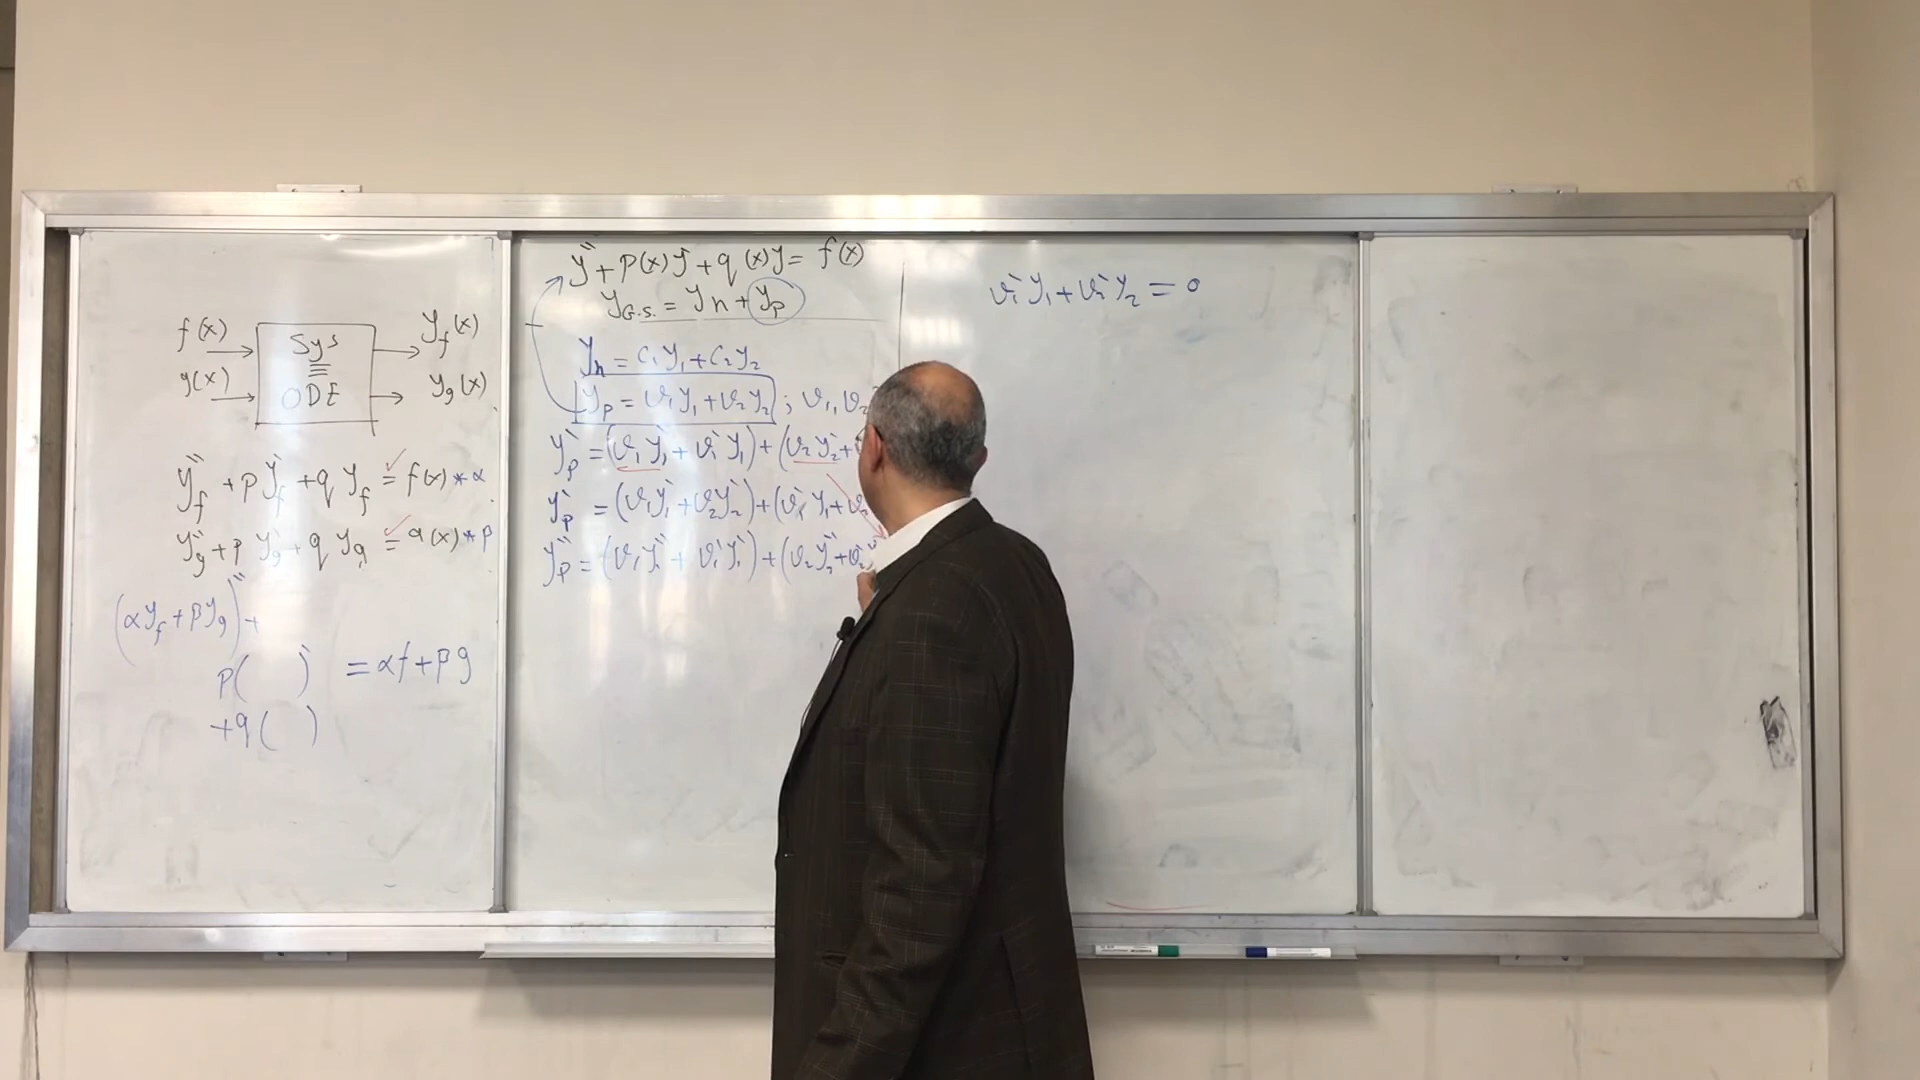 f(x)
g(x)
Sys
≡
ODE
y_f(x)
y_g(x)
y_f'' + p y_f' + q y_f = f(x) * α
y_g'' + p y_g' + q y_g = g(x) * β
(α y_f + β y_g)'' +
p( )' = αf + βg
+q( )
y'' + p(x)y' + q(x)y = f(x)
y_G.s. = y_h + y_p
y_h = c_1 y_1 + c_2 y_2
y_p = v_1 y_1 + v_2 y_2 ; v_1, v_2
y_p' = (v_1 y_1' + v_1' y_1) + (v_2 y_2' +
y_p' = (v_1 y_1' + v_2 y_2') + (v_1' y_1 + v_2
y_p'' = (v_1 y_1'' + v_1' y_1') + (v_2 y_2'' + v_2'
v_1' y_1 + v_2' y_2 = 0